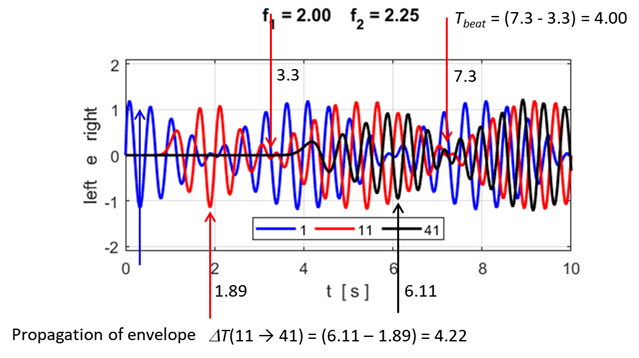 f1 = 2.00 f2 = 2.25
Tbeat = (7.3 - 3.3) = 4.00
3.3
7.3
2
1
0
-1
-2
left e right
1 11 41
0 2 4 6 8 10
1.89
t [ s ]
6.11
Propagation of envelope ΔT(11 → 41) = (6.11 – 1.89) = 4.22